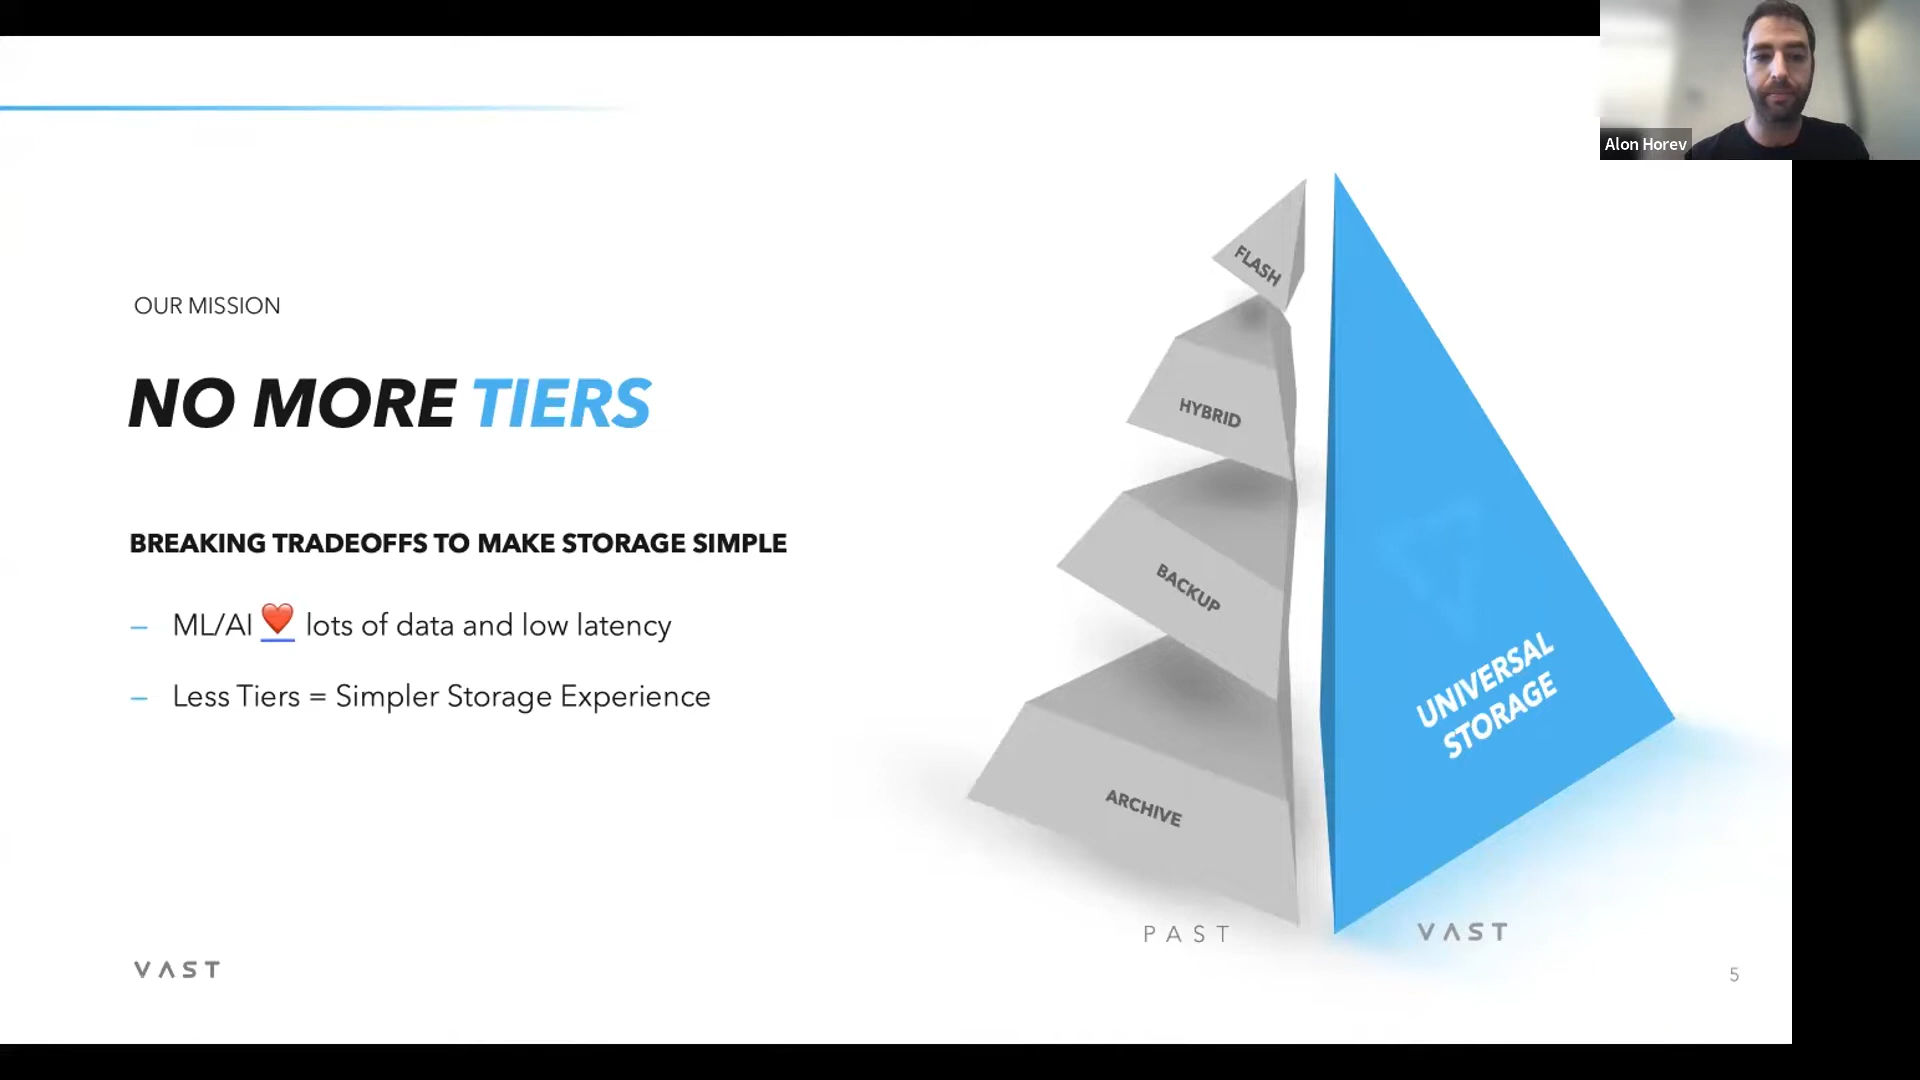 Alon Horev
OUR MISSION
NO MORE TIERS
BREAKING TRADEOFFS TO MAKE STORAGE SIMPLE
– ML/AI ❤️ lots of data and low latency
– Less Tiers = Simpler Storage Experience
FLASH
HYBRID
BACKUP
ARCHIVE
UNIVERSAL
STORAGE
PAST
VAST
VAST
5